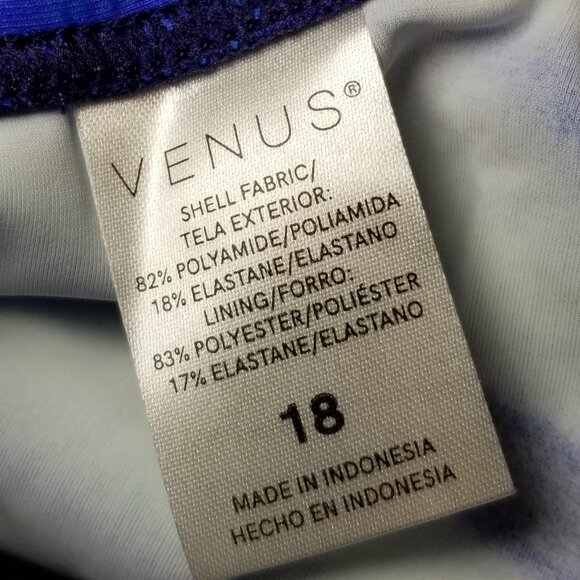 VENUS®
SHELL FABRIC/
TELA EXTERIOR:
82% POLYAMIDE/POLIAMIDA
18% ELASTANE/ELASTANO
LINING/FORRO:
83% POLYESTER/POLIÉSTER
17% ELASTANE/ELASTANO
18
MADE IN INDONESIA
HECHO EN INDONESIA